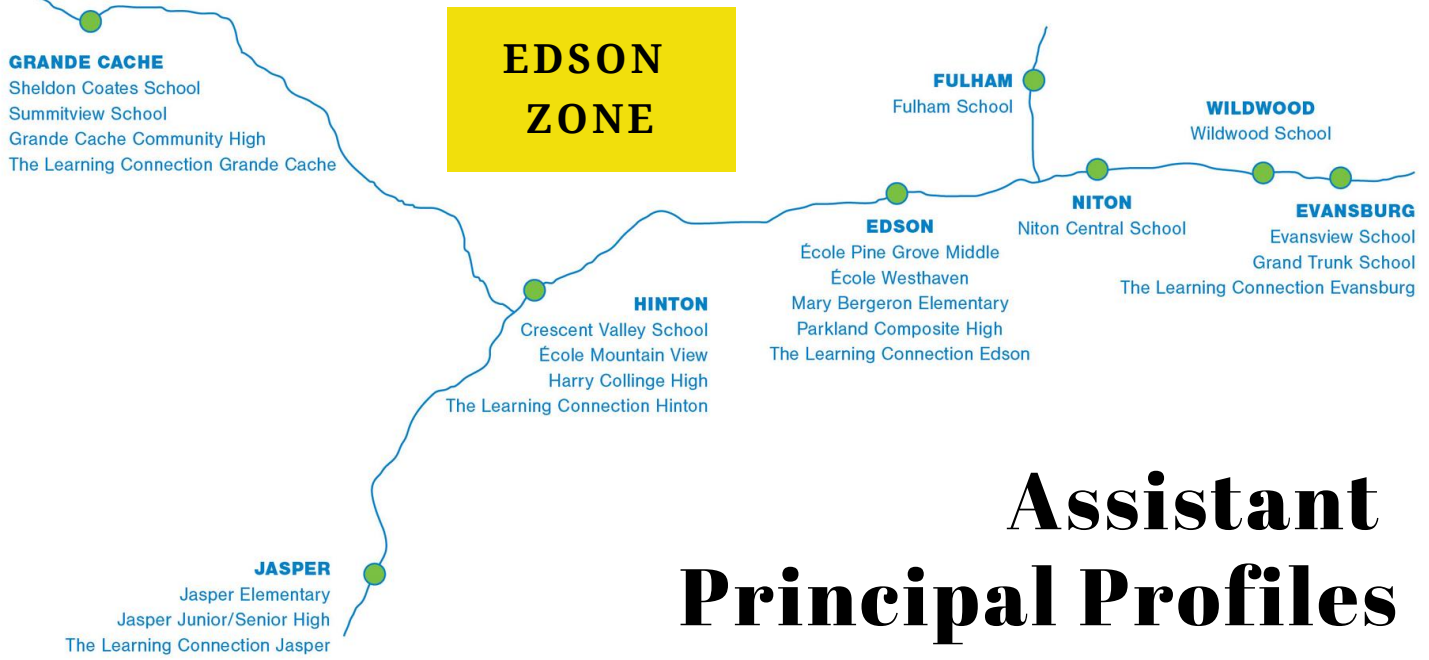 GRANDE CACHE
Sheldon Coates School
Summitview School
Grande Cache Community High
The Learning Connection Grande Cache
EDSON
ZONE
FULHAM
Fulham School
WILDWOOD
Wildwood School
NITON
Niton Central School
EVANSBURG
Evansview School
Grand Trunk School
The Learning Connection Evansburg
EDSON
École Pine Grove Middle
École Westhaven
Mary Bergeron Elementary
Parkland Composite High
The Learning Connection Edson
HINTON
Crescent Valley School
École Mountain View
Harry Collinge High
The Learning Connection Hinton
JASPER
Jasper Elementary
Jasper Junior/Senior High
The Learning Connection Jasper
Assistant
Principal Profiles